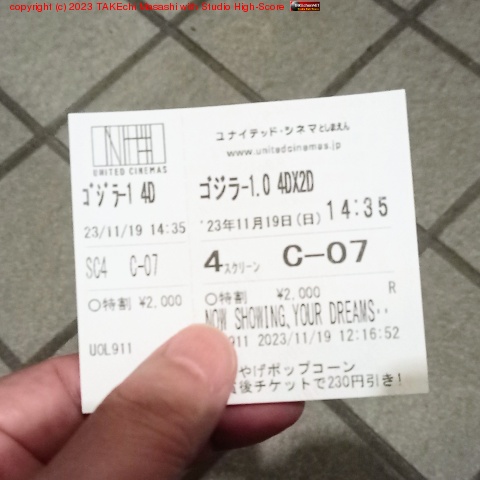 copyright (c) 2023 TAKEchi Masashi with Studio High-Score
UNITED CINEMAS
ｺﾞｼﾞﾗ-1 4D
23/11/19 14:35
SC4 C-07
○特割 ¥2,000
UOL911
ユナイテッド・シネマとしまえん
www.unitedcinemas.jp
ゴジラ-1.0 4DX2D
'23年11月19日(日) 14:35
4スクリーン C-07
○特割 ¥2,000 R
NOW SHOWING,YOUR DREAMS··
911 2023/11/19 12:16:52
やげポップコーン
後チケットで230円引き!